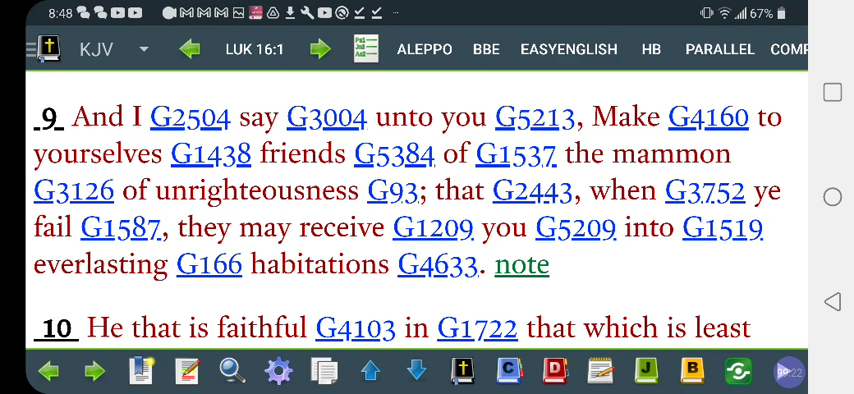 8:48 67%
KJV LUK 16:1 ALEPPO BBE EASYENGLISH HB PARALLEL
9 And I G2504 say G3004 unto you G5213, Make G4160 to
yourselves G1438 friends G5384 of G1537 the mammon
G3126 of unrighteousness G93; that G2443, when G3752 ye
fail G1587, they may receive G1209 you G5209 into G1519
everlasting G166 habitations G4633. note
10 He that is faithful G4103 in G1722 that which is least
C D J B